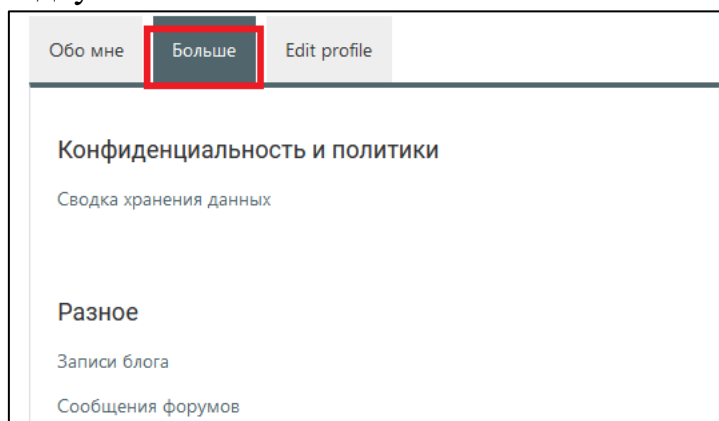 Обо мне Больше Edit profile
Конфиденциальность и политики
Сводка хранения данных
Разное
Записи блога
Сообщения форумов